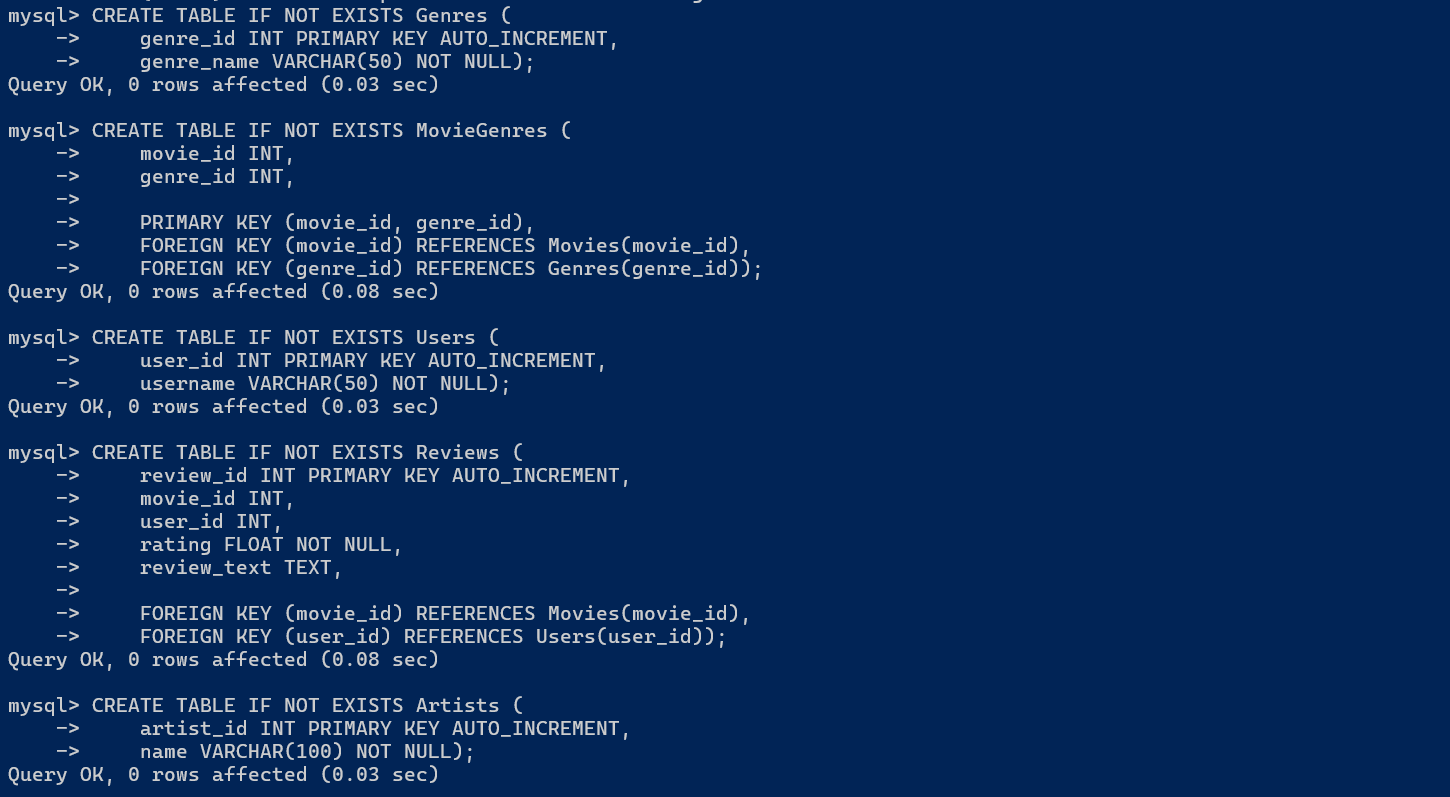 mysql> CREATE TABLE IF NOT EXISTS Genres (
    ->     genre_id INT PRIMARY KEY AUTO_INCREMENT,
    ->     genre_name VARCHAR(50) NOT NULL);
Query OK, 0 rows affected (0.03 sec)

mysql> CREATE TABLE IF NOT EXISTS MovieGenres (
    ->     movie_id INT,
    ->     genre_id INT,
    ->
    ->     PRIMARY KEY (movie_id, genre_id),
    ->     FOREIGN KEY (movie_id) REFERENCES Movies(movie_id),
    ->     FOREIGN KEY (genre_id) REFERENCES Genres(genre_id));
Query OK, 0 rows affected (0.08 sec)

mysql> CREATE TABLE IF NOT EXISTS Users (
    ->     user_id INT PRIMARY KEY AUTO_INCREMENT,
    ->     username VARCHAR(50) NOT NULL);
Query OK, 0 rows affected (0.03 sec)

mysql> CREATE TABLE IF NOT EXISTS Reviews (
    ->     review_id INT PRIMARY KEY AUTO_INCREMENT,
    ->     movie_id INT,
    ->     user_id INT,
    ->     rating FLOAT NOT NULL,
    ->     review_text TEXT,
    ->
    ->     FOREIGN KEY (movie_id) REFERENCES Movies(movie_id),
    ->     FOREIGN KEY (user_id) REFERENCES Users(user_id));
Query OK, 0 rows affected (0.08 sec)

mysql> CREATE TABLE IF NOT EXISTS Artists (
    ->     artist_id INT PRIMARY KEY AUTO_INCREMENT,
    ->     name VARCHAR(100) NOT NULL);
Query OK, 0 rows affected (0.03 sec)